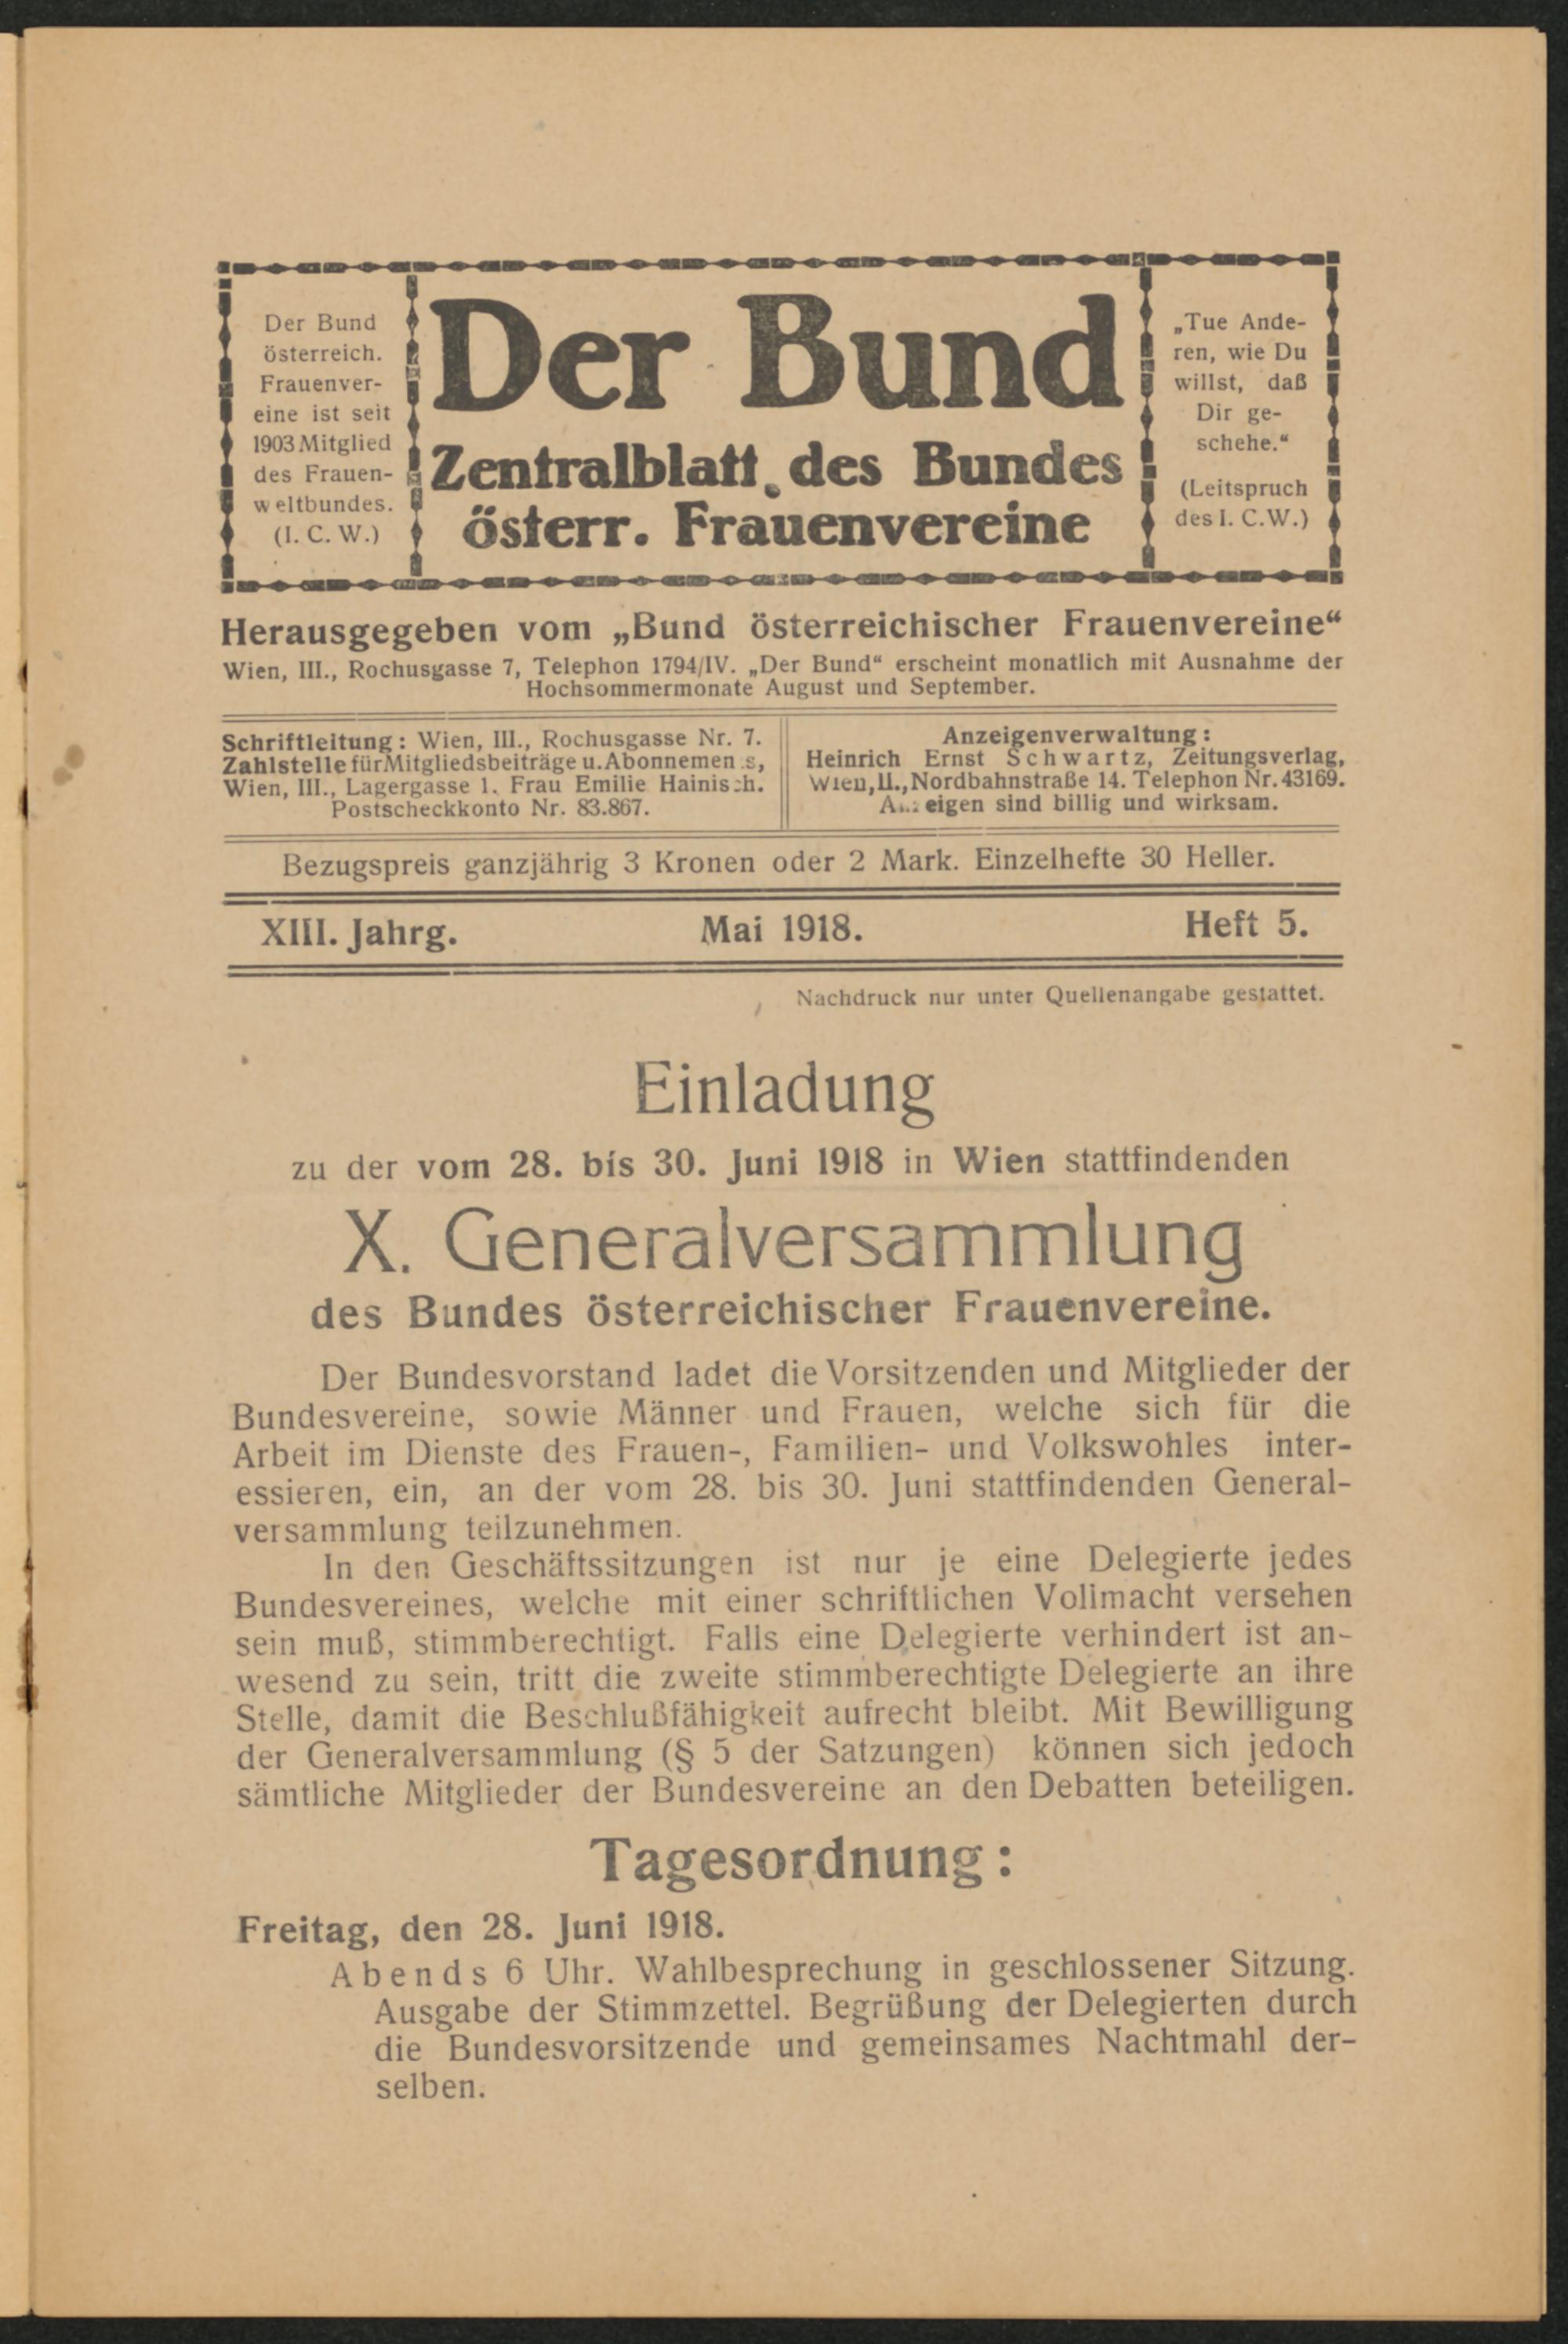 Der Bund
österreich.
Frauenver-
eine ist seit
1903 Mitglied
des Frauen-
weltbundes.
(I. C. W.)
Der Bund
Zentralblatt des Bundes
österr. Frauenvereine
„Tue Ande-
ren, wie Du
willst, daß
Dir ge-
schehe.“
(Leitspruch
des I. C.W.)
Herausgegeben vom „Bund österreichischer Frauenvereine“
Wien, III., Rochusgasse 7, Telephon 1794/IV. „Der Bund“ erscheint monatlich mit Ausnahme der
Hochsommermonate August und September.
Schriftleitung: Wien, III., Rochusgasse Nr. 7.
Zahlstelle für Mitgliedsbeiträge u. Abonnemen s,
Wien, III., Lagergasse 1. Frau Emilie Hainisch.
Postscheckkonto Nr. 83.867.
Anzeigenverwaltung:
Heinrich Ernst Schwartz, Zeitungsverlag,
Wien, II., Nordbahnstraße 14. Telephon Nr. 43169.
Anzeigen sind billig und wirksam.
Bezugspreis ganzjährig 3 Kronen oder 2 Mark. Einzelhefte 30 Heller.
XIII. Jahrg. Mai 1918. Heft 5.
Nachdruck nur unter Quellenangabe gestattet.
Einladung
zu der vom 28. bis 30. Juni 1918 in Wien stattfindenden
X. Generalversammlung
des Bundes österreichischer Frauenvereine.
Der Bundesvorstand ladet die Vorsitzenden und Mitglieder der
Bundesvereine, sowie Männer und Frauen, welche sich für die
Arbeit im Dienste des Frauen-, Familien- und Volkswohles inter-
essieren, ein, an der vom 28. bis 30. Juni stattfindenden General-
versammlung teilzunehmen.
In den Geschäftssitzungen ist nur je eine Delegierte jedes
Bundesvereines, welche mit einer schriftlichen Vollmacht versehen
sein muß, stimmberechtigt. Falls eine Delegierte verhindert ist an-
wesend zu sein, tritt die zweite stimmberechtigte Delegierte an ihre
Stelle, damit die Beschlußfähigkeit aufrecht bleibt. Mit Bewilligung
der Generalversammlung (§ 5 der Satzungen) können sich jedoch
sämtliche Mitglieder der Bundesvereine an den Debatten beteiligen.
Tagesordnung:
Freitag, den 28. Juni 1918.
Abends 6 Uhr. Wahlbesprechung in geschlossener Sitzung.
Ausgabe der Stimmzettel. Begrüßung der Delegierten durch
die Bundesvorsitzende und gemeinsames Nachtmahl der-
selben.